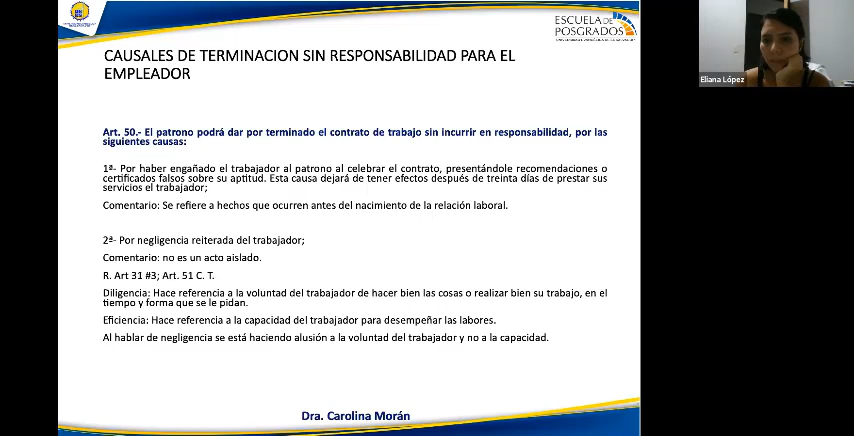 ESCUELA DE
POSGRADOS
CAUSALES DE TERMINACION SIN RESPONSABILIDAD PARA EL
EMPLEADOR
Eliana López
Art. 50.- El patrono podrá dar por terminado el contrato de trabajo sin incurrir en responsabilidad, por las
siguientes causas:
1ª- Por haber engañado el trabajador al patrono al celebrar el contrato, presentándole recomendaciones o
certificados falsos sobre su aptitud. Esta causa dejará de tener efectos después de treinta días de prestar sus
servicios el trabajador;
Comentario: Se refiere a hechos que ocurren antes del nacimiento de la relación laboral.
2ª- Por negligencia reiterada del trabajador;
Comentario: no es un acto aislado.
R. Art 31 #3; Art. 51 C. T.
Diligencia: Hace referencia a la voluntad del trabajador de hacer bien las cosas o realizar bien su trabajo, en el
tiempo y forma que se le pidan.
Eficiencia: Hace referencia a la capacidad del trabajador para desempeñar las labores.
Al hablar de negligencia se está haciendo alusión a la voluntad del trabajador y no a la capacidad.
Dra. Carolina Morán